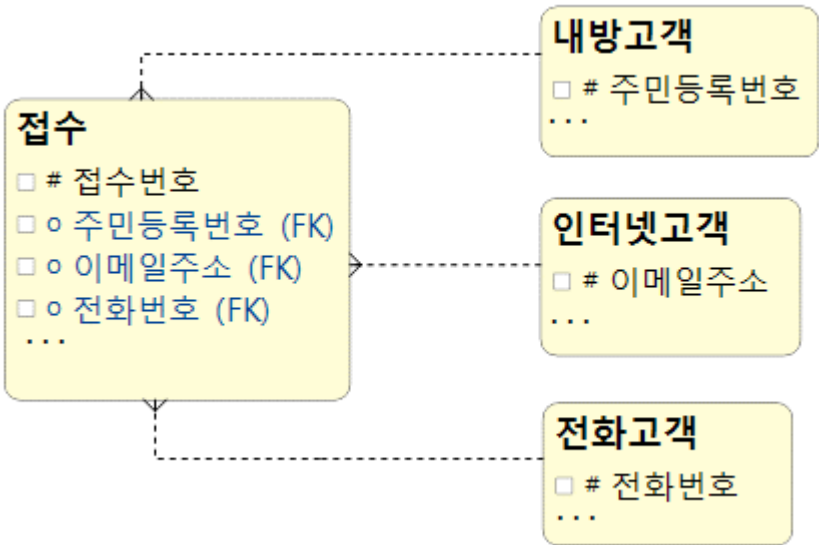 내방고객
# 주민등록번호
...
접수
# 접수번호
o 주민등록번호 (FK)
o 이메일주소 (FK)
o 전화번호 (FK)
...
인터넷고객
# 이메일주소
...
전화고객
# 전화번호
...